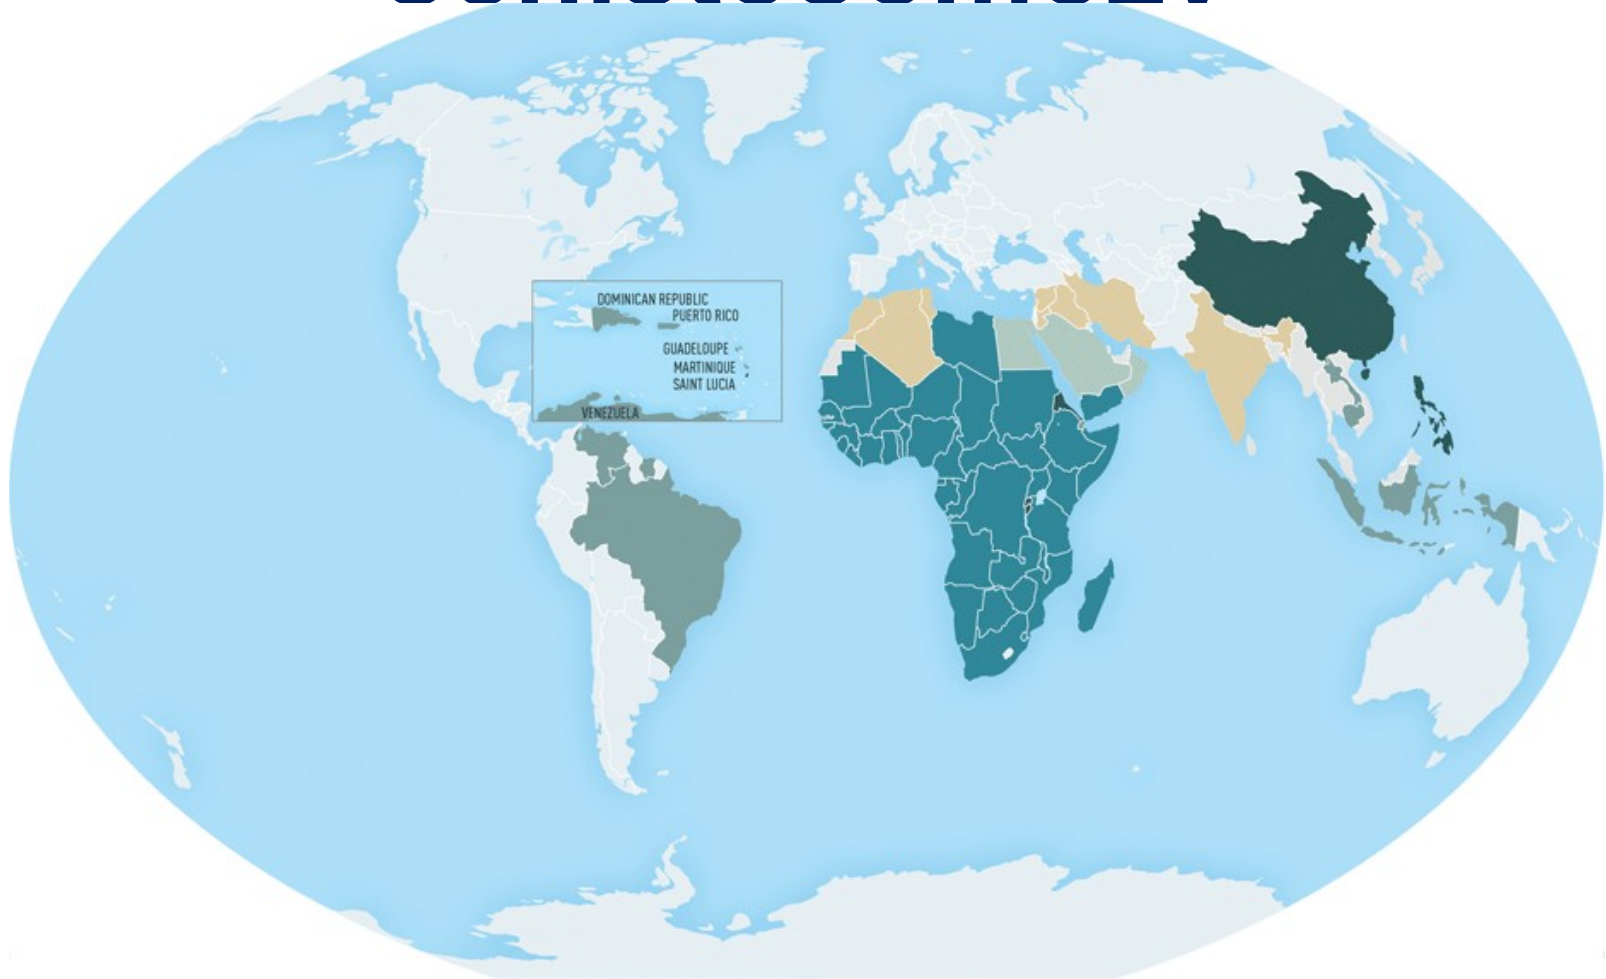 DOMINICAN REPUBLIC
PUERTO RICO
GUADELOUPE
MARTINIQUE
SAINT LUCIA
VENEZUELA